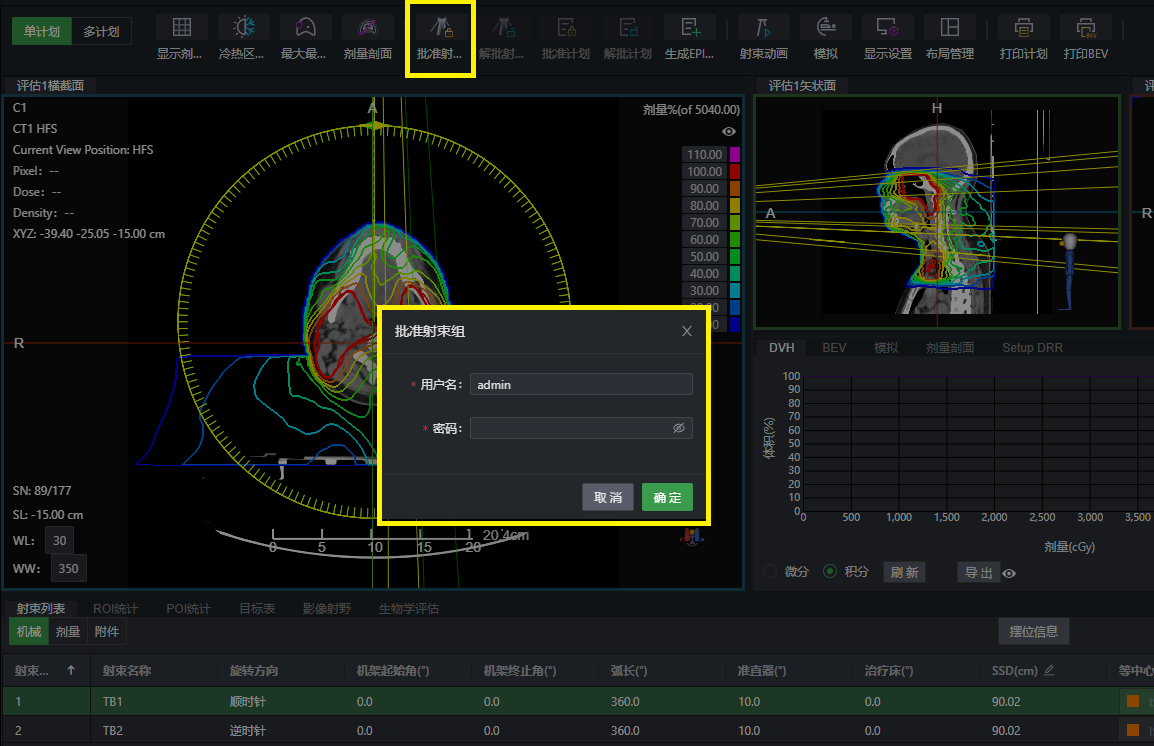 单计划 多计划
显示剂... 冷热区... 最大最... 剂量剖面 批准射... 解批射... 批准计划 解批计划 生成EPI... 射束动画 模拟 显示设置 布局管理 打印计划 打印BEV
评估1横截面
C1
CT1 HFS
Current View Position: HFS
Pixel: --
Dose: --
Density: --
XYZ: -39.40 -25.05 -15.00 cm
A
R
剂量%(of 5040.00)
110.00
100.00
90.00
80.00
70.00
60.00
50.00
40.00
30.00
SN: 89/177
SL: -15.00 cm
WL: 30
WW: 350
0 5 10 15 20 20.4cm
评估1矢状面
H
A
R
批准射束组
* 用户名: admin
* 密码:
取 消 确 定
DVH BEV 模拟 剂量剖面 Setup DRR
体积(%)
100
90
80
70
60
50
40
30
20
10
0
0 500 1,000 1,500 2,000 2,500 3,000 3,500
剂量(cGy)
微分 积分 刷 新 导 出
射束列表 ROI统计 POI统计 目标表 影像射野 生物学评估
机械 剂量 附件 摆位信息
射束... 射束名称 旋转方向 机架起始角(°) 机架终止角(°) 弧长(°) 准直器(°) 治疗床(°) SSD(cm) 等中心
1 TB1 顺时针 0.0 0.0 360.0 10.0 0.0 90.02
2 TB2 逆时针 0.0 0.0 360.0 10.0 0.0 90.02